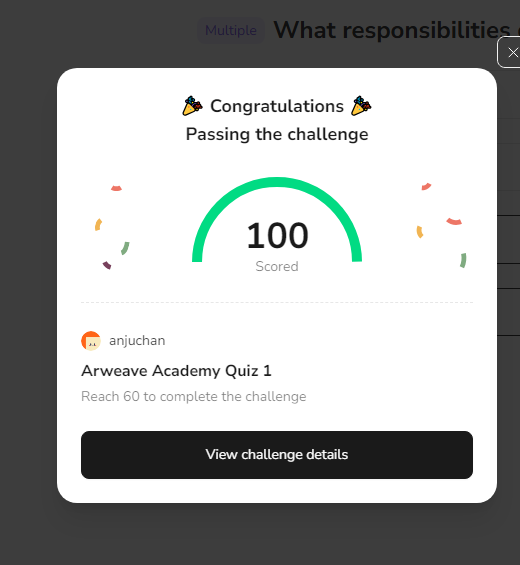 Multiple What responsibilities
Congratulations
Passing the challenge
100
Scored
anjuchan
Arweave Academy Quiz 1
Reach 60 to complete the challenge
View challenge details